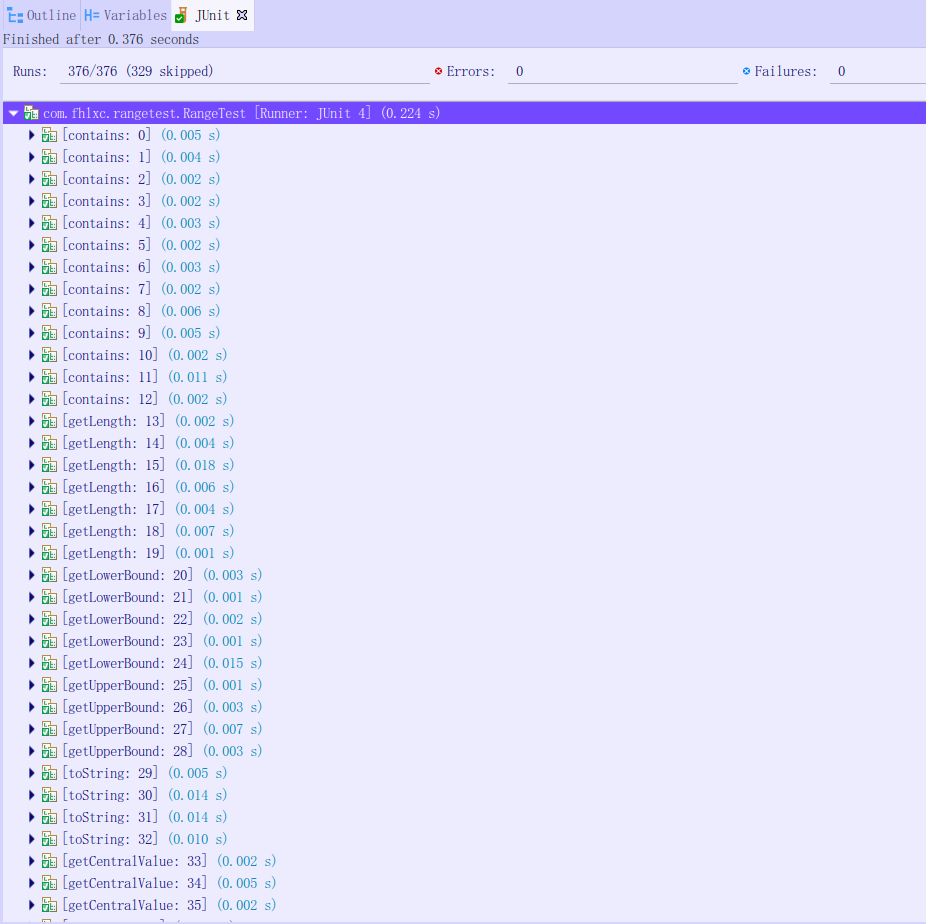 Outline Variables JUnit
Finished after 0.376 seconds
Runs: 376/376 (329 skipped) Errors: 0 Failures: 0
com.fhlxc.rangetest.RangeTest [Runner: JUnit 4] (0.224 s)
[contains: 0] (0.005 s)
[contains: 1] (0.004 s)
[contains: 2] (0.002 s)
[contains: 3] (0.002 s)
[contains: 4] (0.003 s)
[contains: 5] (0.002 s)
[contains: 6] (0.003 s)
[contains: 7] (0.002 s)
[contains: 8] (0.006 s)
[contains: 9] (0.005 s)
[contains: 10] (0.002 s)
[contains: 11] (0.011 s)
[contains: 12] (0.002 s)
[getLength: 13] (0.002 s)
[getLength: 14] (0.004 s)
[getLength: 15] (0.018 s)
[getLength: 16] (0.006 s)
[getLength: 17] (0.004 s)
[getLength: 18] (0.007 s)
[getLength: 19] (0.001 s)
[getLowerBound: 20] (0.003 s)
[getLowerBound: 21] (0.001 s)
[getLowerBound: 22] (0.002 s)
[getLowerBound: 23] (0.001 s)
[getLowerBound: 24] (0.015 s)
[getUpperBound: 25] (0.001 s)
[getUpperBound: 26] (0.003 s)
[getUpperBound: 27] (0.007 s)
[getUpperBound: 28] (0.003 s)
[toString: 29] (0.005 s)
[toString: 30] (0.014 s)
[toString: 31] (0.014 s)
[toString: 32] (0.010 s)
[getCentralValue: 33] (0.002 s)
[getCentralValue: 34] (0.005 s)
[getCentralValue: 35] (0.002 s)